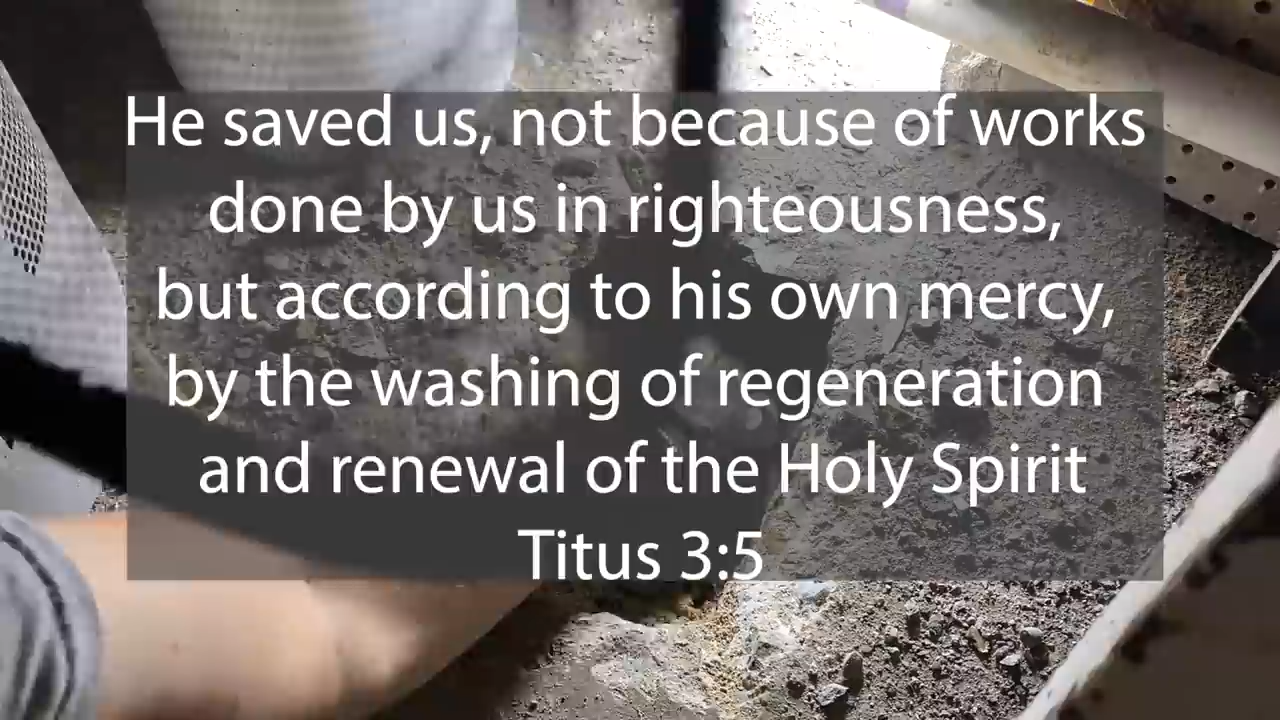 He saved us, not because of works
done by us in righteousness,
but according to his own mercy,
by the washing of regeneration
and renewal of the Holy Spirit
Titus 3:5